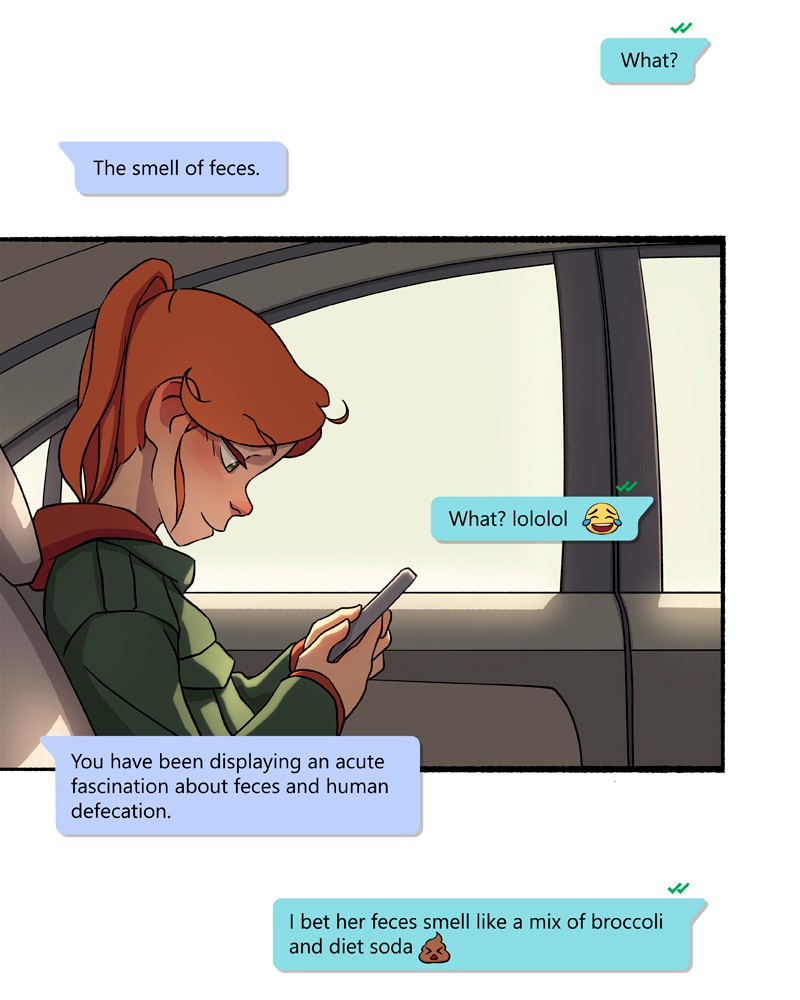 What?
The smell of feces.
What? lololol 😂
You have been displaying an acute
fascination about feces and human
defecation.
I bet her feces smell like a mix of broccoli
and diet soda 💩